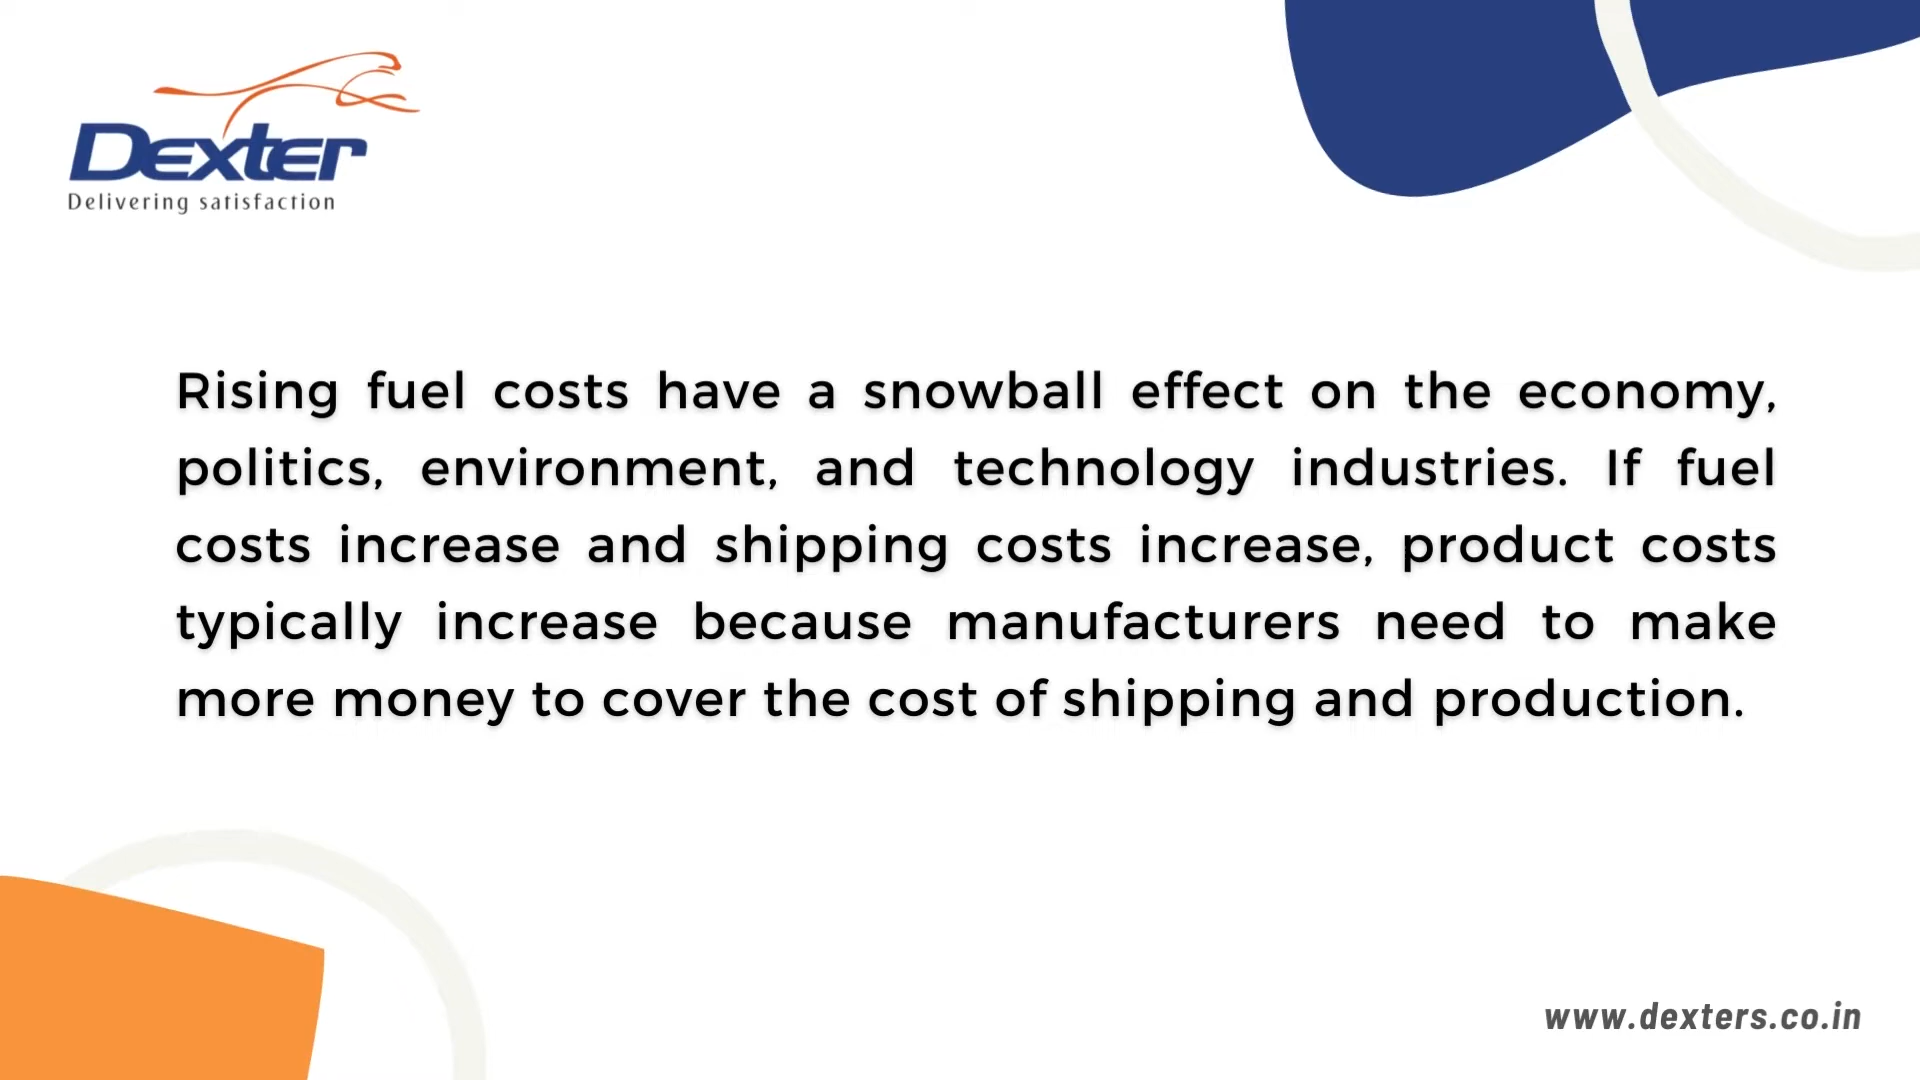 Dexter
Delivering satisfaction
Rising fuel costs have a snowball effect on the economy,
politics, environment, and technology industries. If fuel
costs increase and shipping costs increase, product costs
typically increase because manufacturers need to make
more money to cover the cost of shipping and production.
www.dexters.co.in